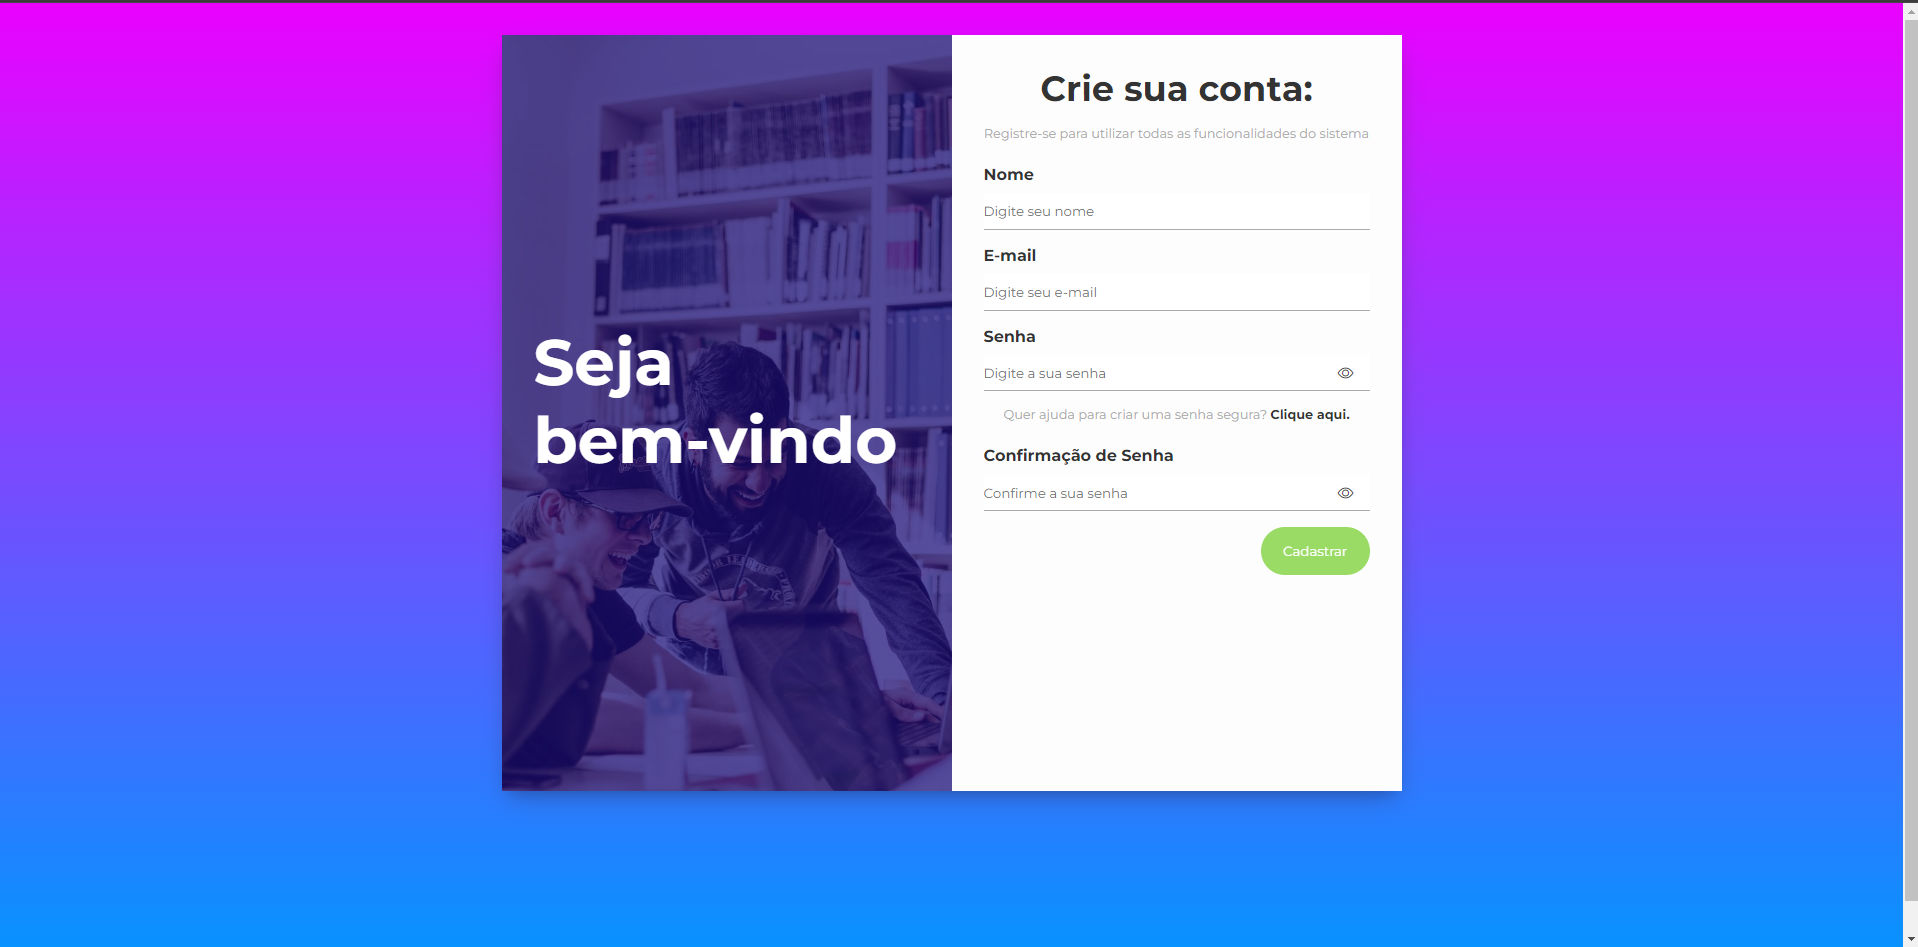 Seja
bem-vindo
Crie sua conta:
Registre-se para utilizar todas as funcionalidades do sistema
Nome
Digite seu nome
E-mail
Digite seu e-mail
Senha
Digite a sua senha
Quer ajuda para criar uma senha segura? Clique aqui.
Confirmação de Senha
Confirme a sua senha
Cadastrar